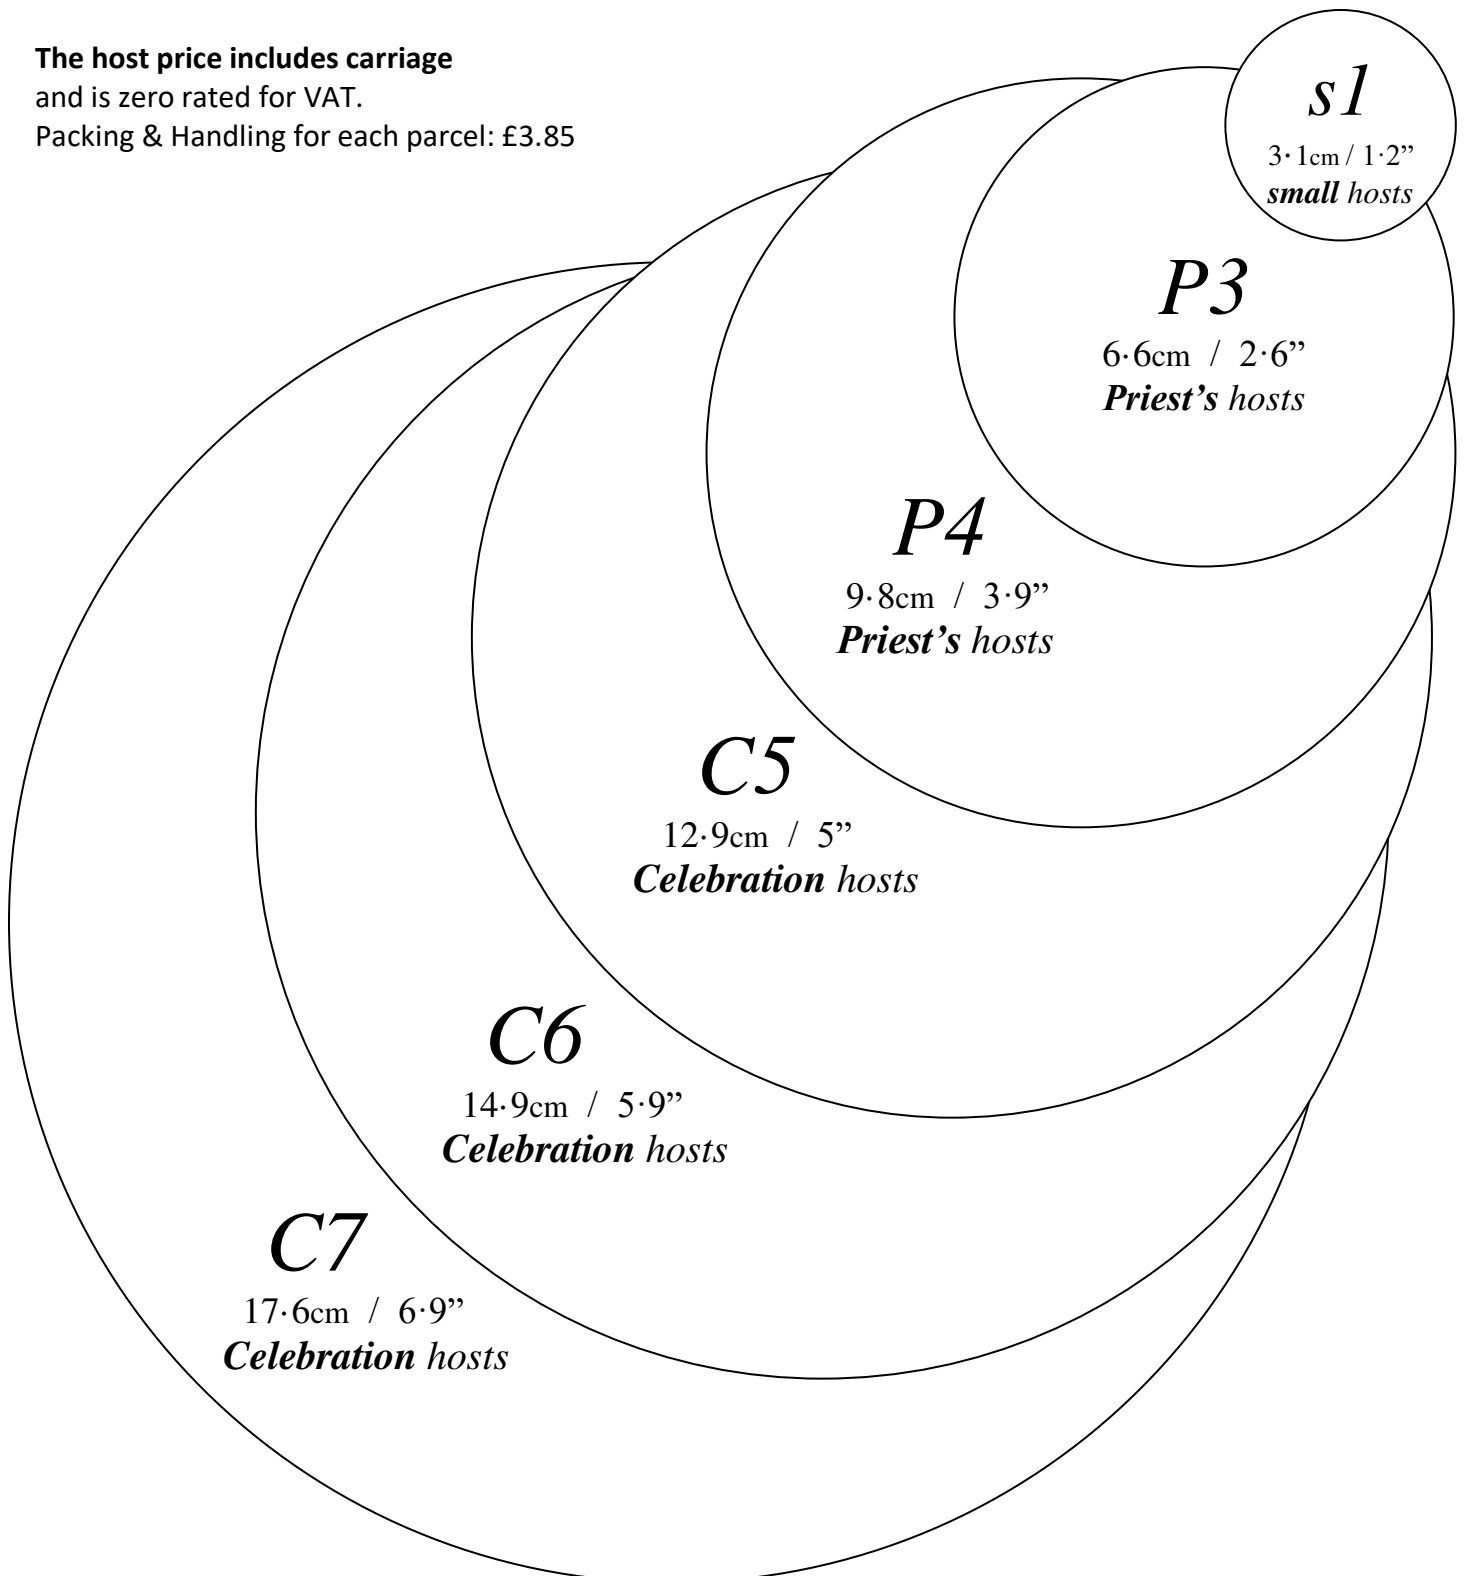 The host price includes carriage
and is zero rated for VAT.
Packing & Handling for each parcel: £3.85
s1
3·1cm / 1·2”
small hosts
P3
6·6cm / 2·6”
Priest’s hosts
P4
9·8cm / 3·9”
Priest’s hosts
C5
12·9cm / 5”
Celebration hosts
C6
14·9cm / 5·9”
Celebration hosts
C7
17·6cm / 6·9”
Celebration hosts